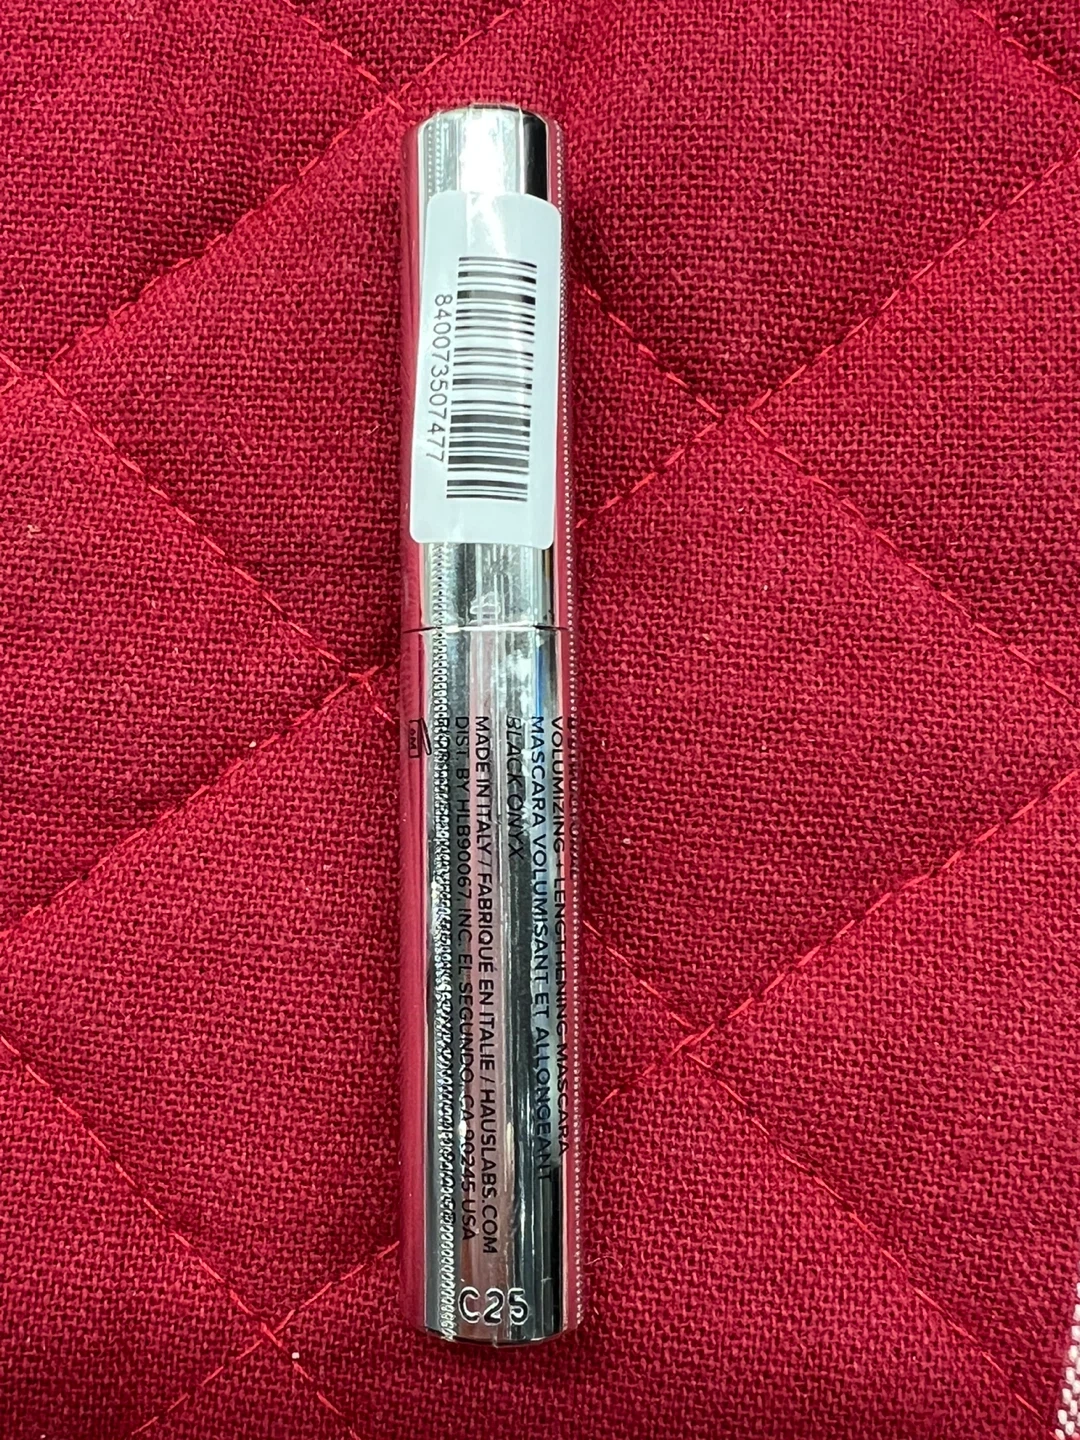 840073507477
VOLUMIZING + LENGTHENING MASCARA
MASCARA VOLUMISANT ET ALLONGEANT
BLACK ONYX
MADE IN ITALY / FABRIQUÉ EN ITALIE / HAUSLABS.COM
DIST. BY HLB90067, INC. EL SEGUNDO, CA 90245 USA
C25